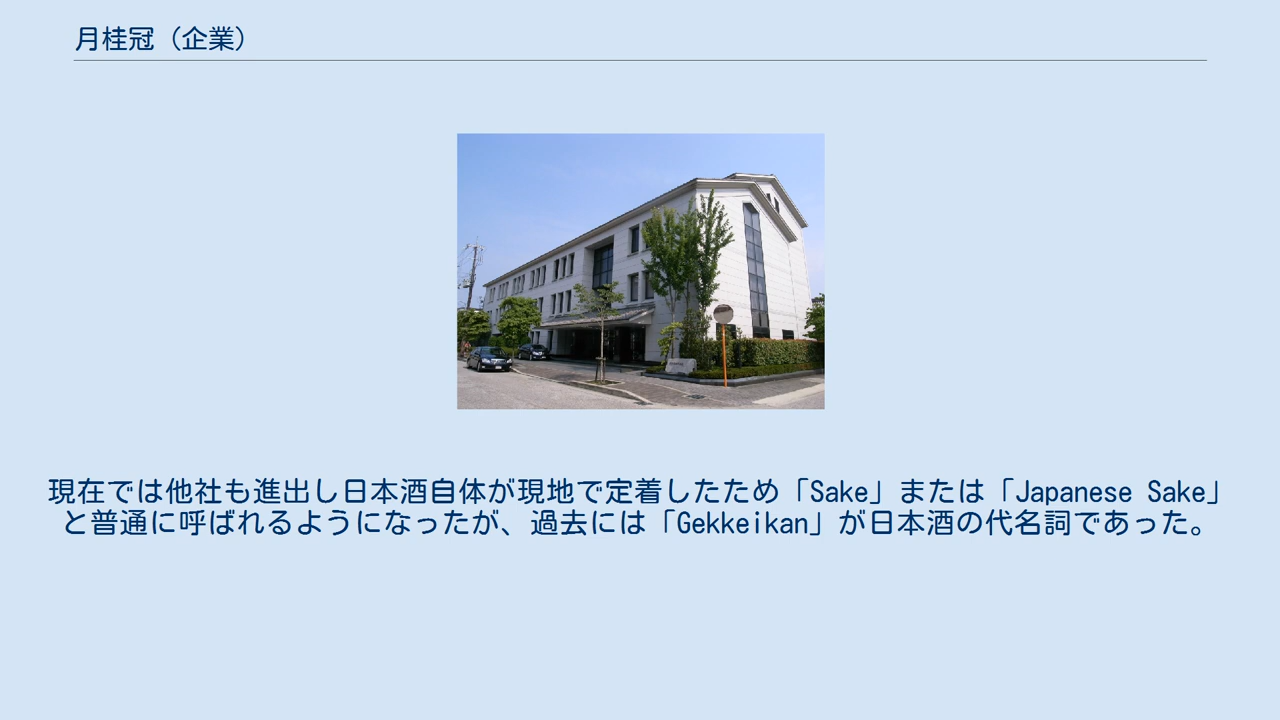 月桂冠（企業）
現在では他社も進出し日本酒自体が現地で定着したため「Sake」または「Japanese Sake」
と普通に呼ばれるようになったが、過去には「Gekkeikan」が日本酒の代名詞であった。